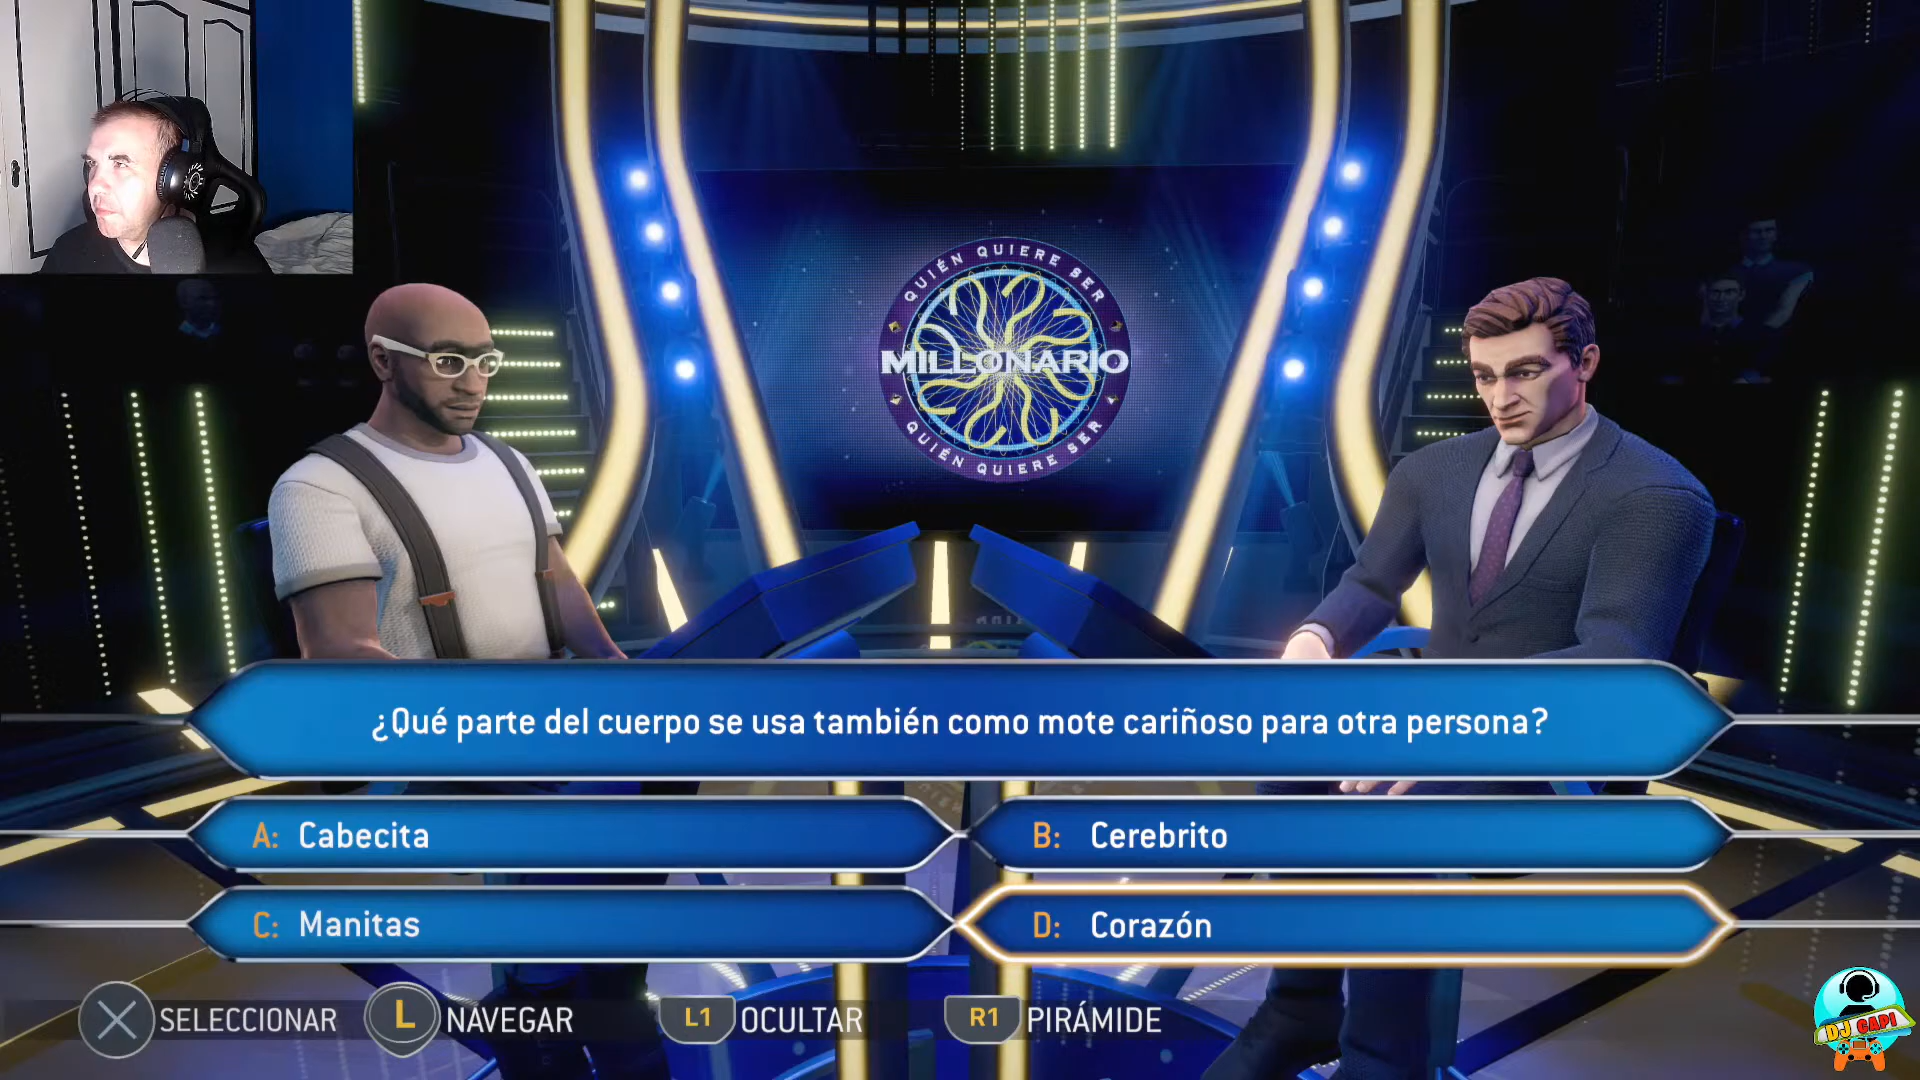 QUIÉN QUIERE SER
MILLONARIO
QUIÉN QUIERE SER
¿Qué parte del cuerpo se usa también como mote cariñoso para otra persona?
A: Cabecita
B: Cerebrito
C: Manitas
D: Corazón
L SELECCIONAR NAVEGAR L1 OCULTAR R1 PIRÁMIDE
DJ CAPI